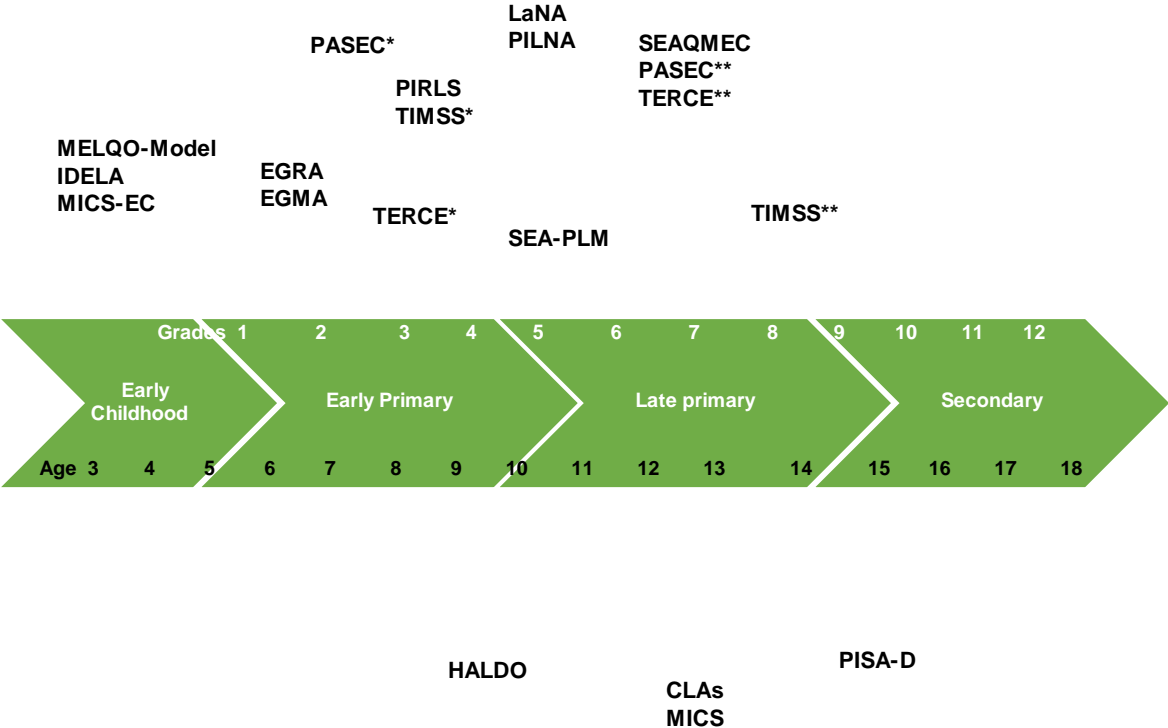 LaNA
PILNA
PASEC*
SEAQMEC
PASEC**
TERCE**
PIRLS
TIMSS*
MELQO-Model
IDELA
MICS-EC
EGRA
EGMA
TERCE*
TIMSS**
SEA-PLM
Grades 1 2 3 4 5 6 7 8 9 10 11 12
Early
Childhood
Early Primary
Late primary
Secondary
Age 3 4 5 6 7 8 9 10 11 12 13 14 15 16 17 18
HALDO
PISA-D
CLAs
MICS